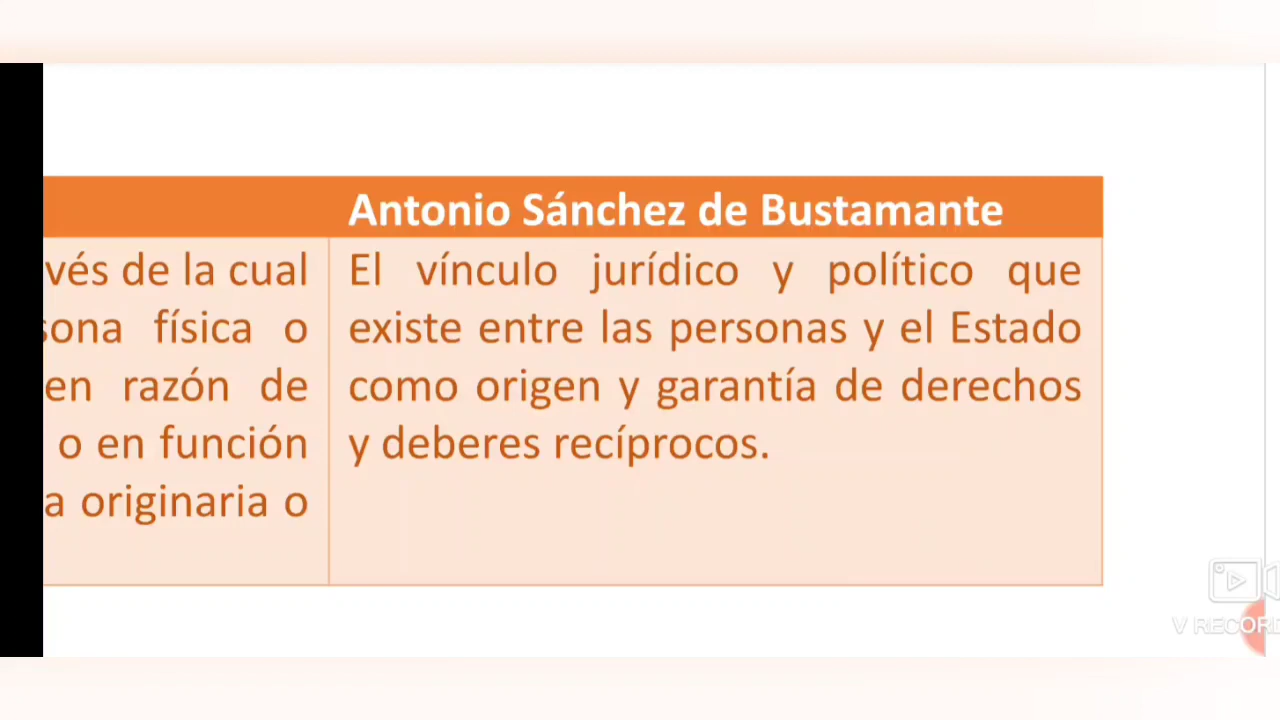 Antonio Sánchez de Bustamante
vés de la cual
sona física o
en razón de
o en función
a originaria o
El vínculo jurídico y político que
existe entre las personas y el Estado
como origen y garantía de derechos
y deberes recíprocos.
V RECORD